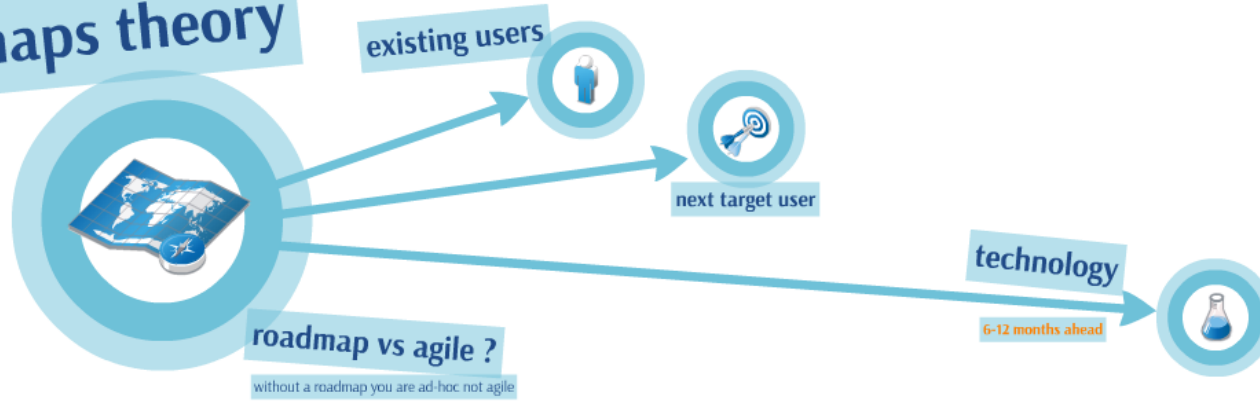 theory
existing users
next target user
technology
6-12 months ahead
roadmap vs agile ?
without a roadmap you are ad-hoc not agile